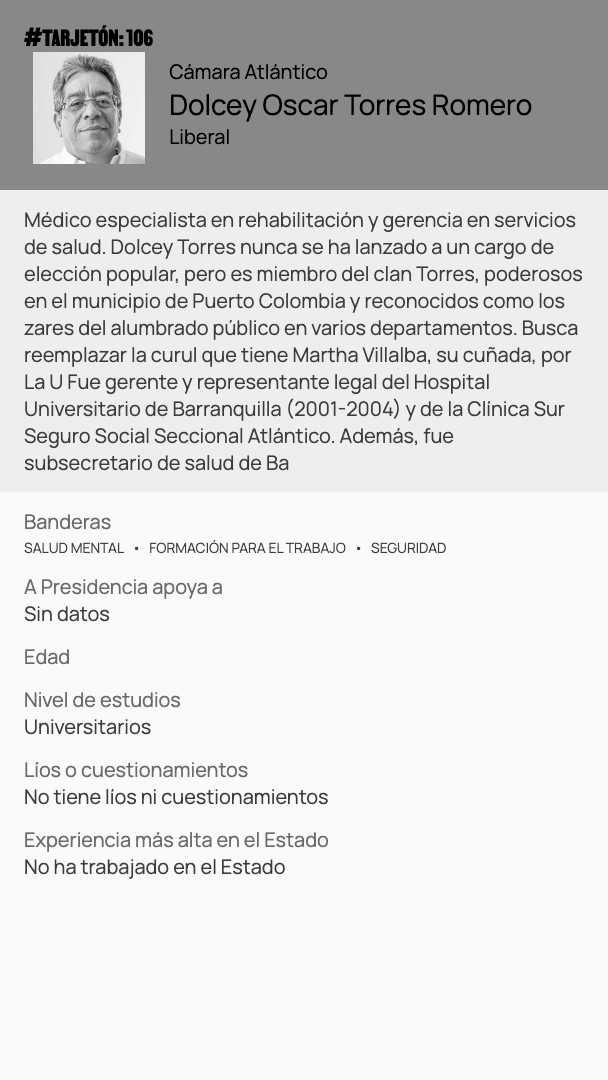 #TARJETÓN: 106
Cámara Atlántico
Dolcey Oscar Torres Romero
Liberal
Médico especialista en rehabilitación y gerencia en servicios
de salud. Dolcey Torres nunca se ha lanzado a un cargo de
elección popular, pero es miembro del clan Torres, poderosos
en el municipio de Puerto Colombia y reconocidos como los
zares del alumbrado público en varios departamentos. Busca
reemplazar la curul que tiene Martha Villalba, su cuñada, por
La U Fue gerente y representante legal del Hospital
Universitario de Barranquilla (2001-2004) y de la Clínica Sur
Seguro Social Seccional Atlántico. Además, fue
subsecretario de salud de Ba
Banderas
SALUD MENTAL • FORMACIÓN PARA EL TRABAJO • SEGURIDAD
A Presidencia apoya a
Sin datos
Edad
Nivel de estudios
Universitarios
Líos o cuestionamientos
No tiene líos ni cuestionamientos
Experiencia más alta en el Estado
No ha trabajado en el Estado